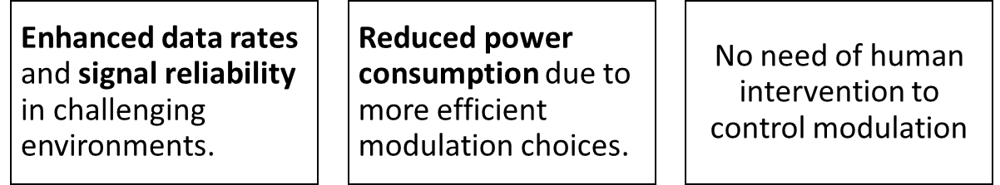 Enhanced data rates
and signal reliability
in challenging
environments.
Reduced power
consumption due to
more efficient
modulation choices.
No need of human
intervention to
control modulation